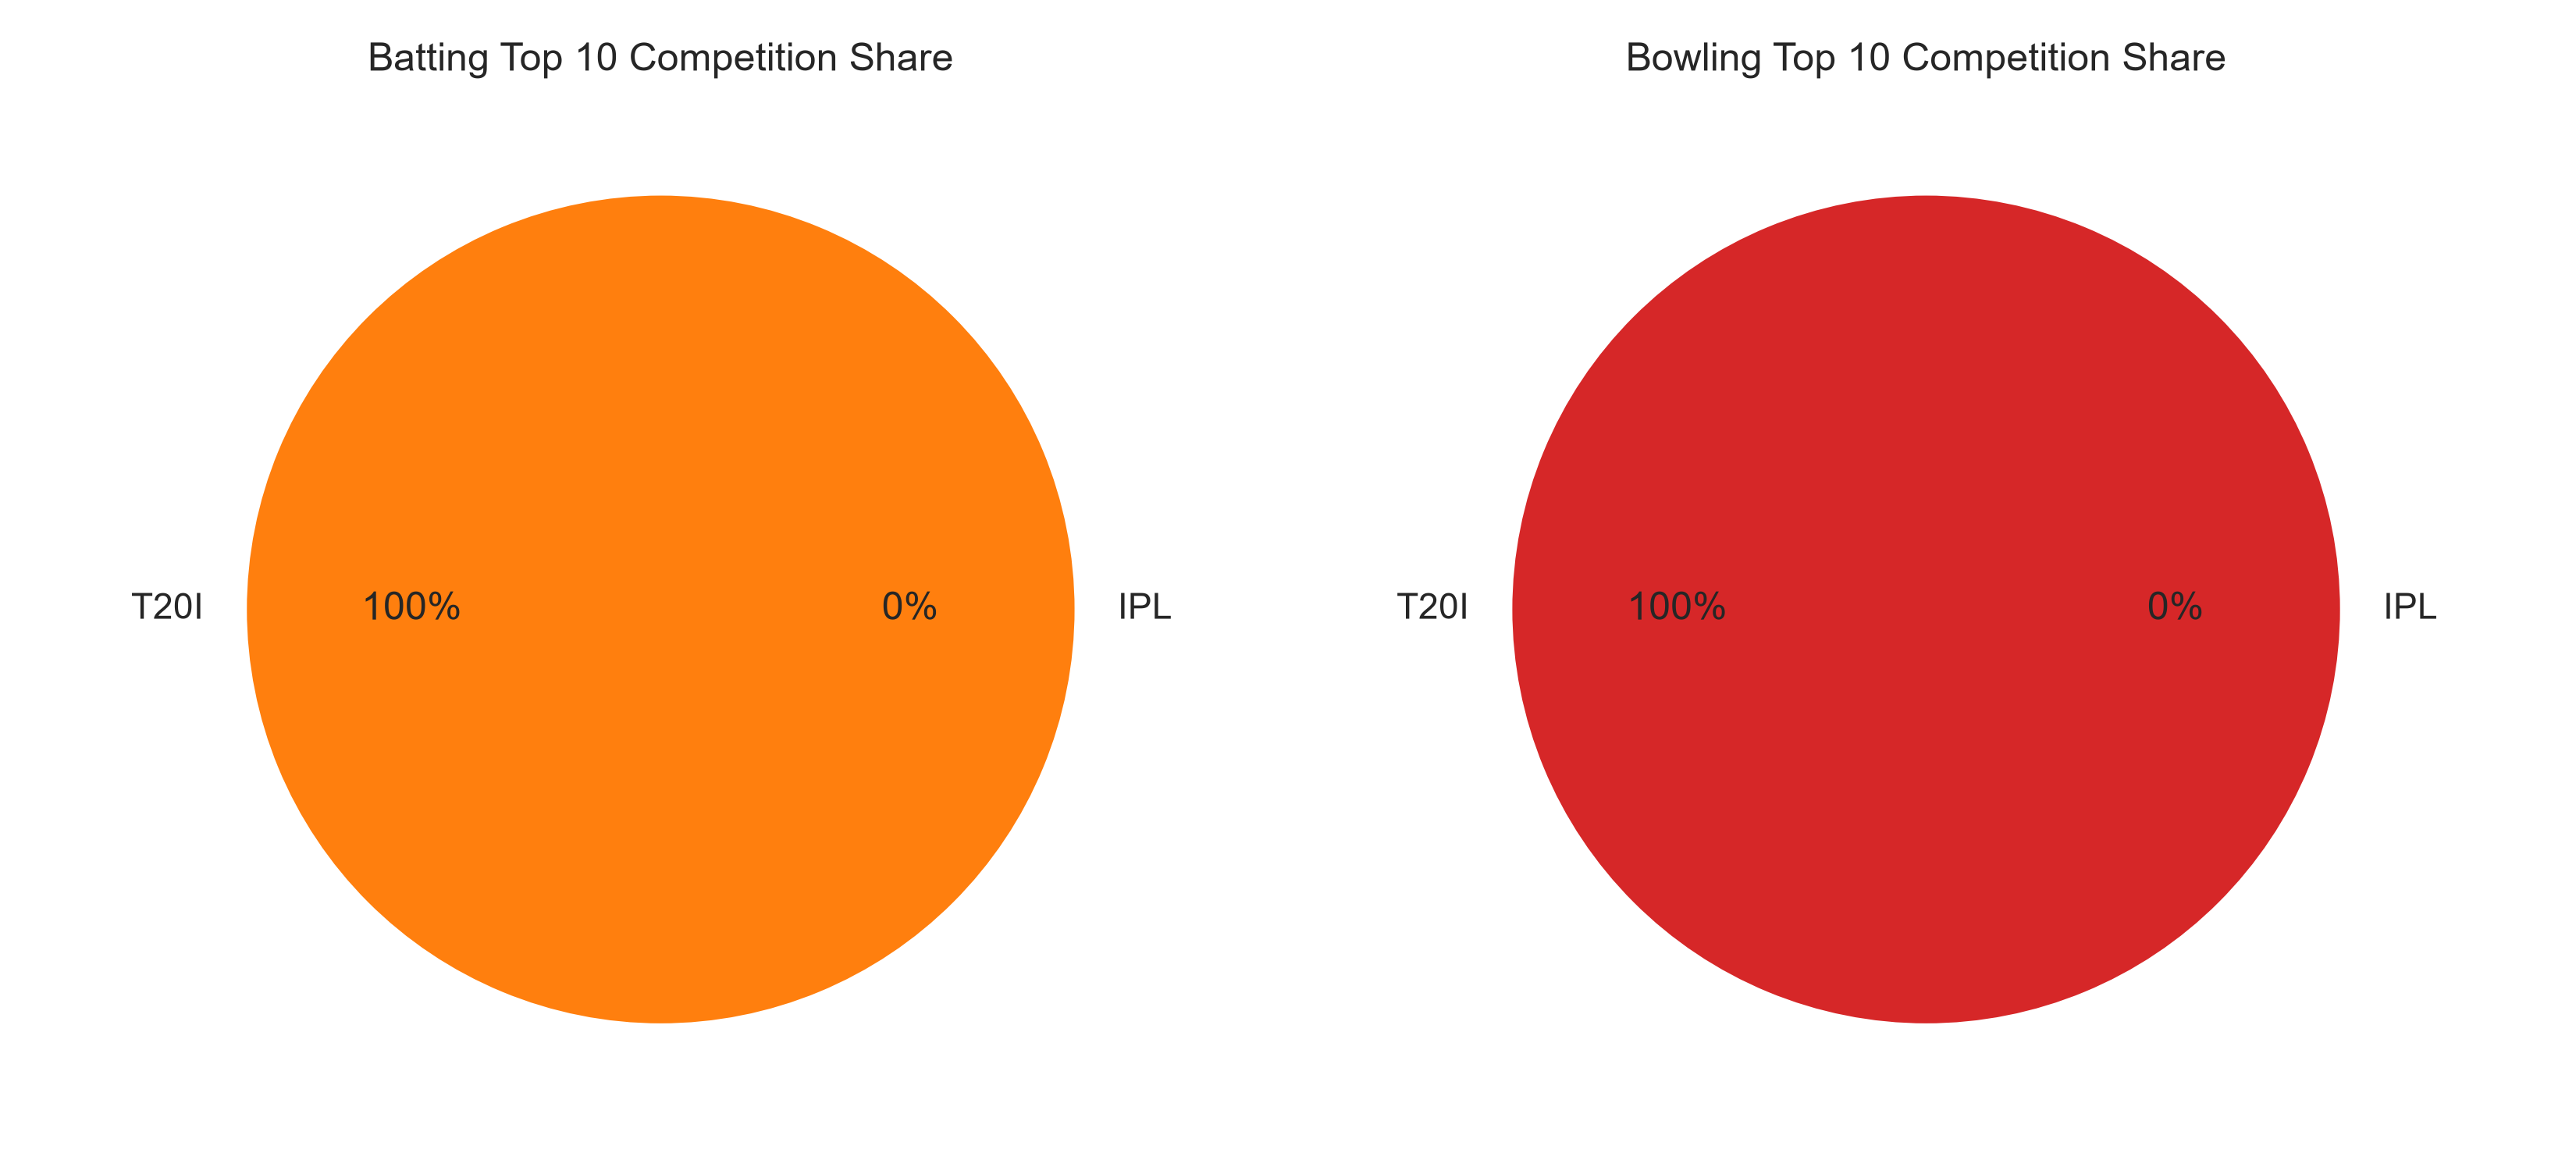 Batting Top 10 Competition Share
T20I
100%
0%
IPL
Bowling Top 10 Competition Share
T20I
100%
0%
IPL